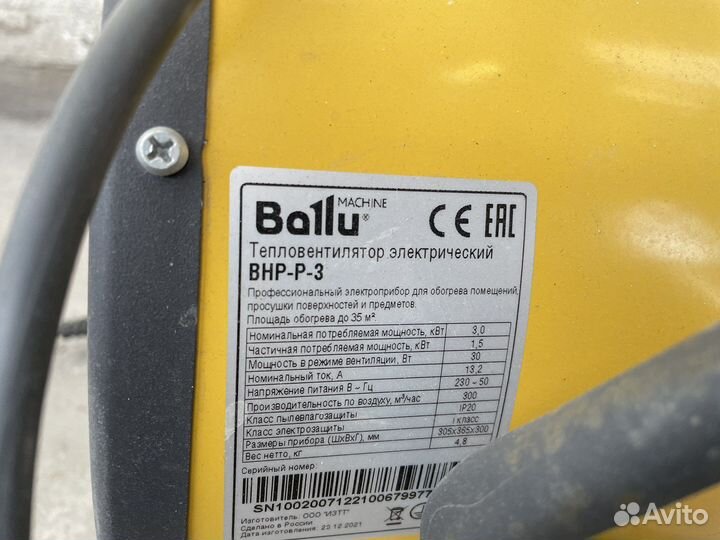 Ballu MACHINE ® CE EAC
Тепловентилятор электрический
BHP-P-3
Профессиональный электроприбор для обогрева помещений,
просушки поверхностей и предметов.
Площадь обогрева до 35 м².
Номинальная потребляемая мощность, кВт 3,0
Частичная потребляемая мощность, кВт 1,5
Мощность в режиме вентиляции, Вт 30
Номинальный ток, А 13,2
Напряжение питания В ~ Гц 230 ~ 50
Производительность по воздуху, м³/час 300
Класс пылевлагозащиты IP20
Класс электрозащиты I класс
Размеры прибора (ШхВхГ), мм 305x365x300
Вес нетто, кг 4,8
Серийный номер:
SN1002007122100679977
Изготовитель: ООО "ИЗТТ"
Сделано в России
Дата изготовления: 23.12.2021
Avito